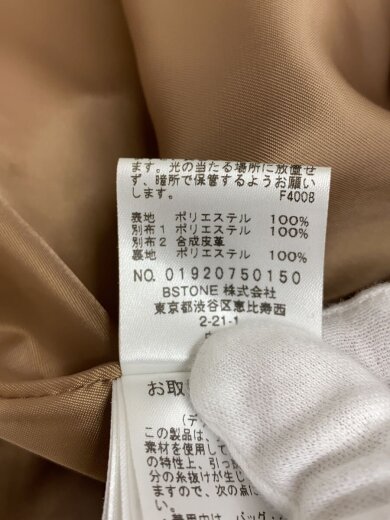 ます。光の当たる場所に放置せ
ず、暗所で保管するようお願い
します。 F4008
表地 ポリエステル 100%
別布1 ポリエステル 100%
別布2 合成皮革
裏地 ポリエステル 100%
NO. 01920750150
BSTONE 株式会社
東京都渋谷区恵比寿西
2-21-1
お取
この製品は、
素材を使用して
の特性上、引っ
分の糸抜けが生じ
ますので、次の点に